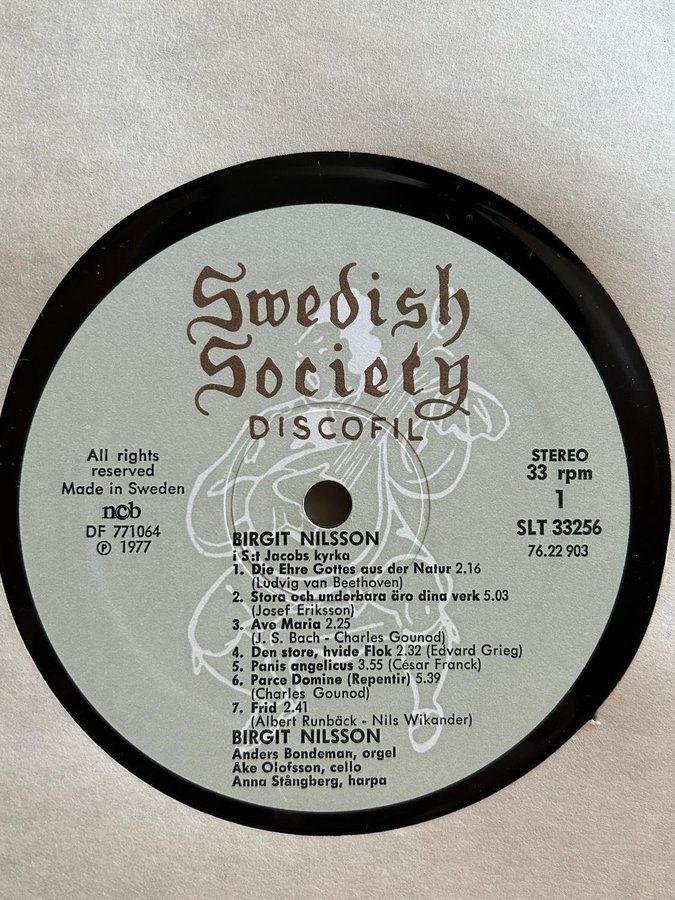 Swedish
Society
DISCOFIL
All rights
reserved
Made in Sweden
ncb
DF 771064
Ⓟ 1977
STEREO
33 rpm
1
SLT 33256
76.22 903
BIRGIT NILSSON
i S:t Jacobs kyrka
1. Die Ehre Gottes aus der Natur 2.16
(Ludvig van Beethoven)
2. Stora och underbara äro dina verk 5.03
(Josef Eriksson)
3. Ave Maria 2.25
(J. S. Bach - Charles Gounod)
4. Den store, hvide Flok 2.32 (Edvard Grieg)
5. Panis angelicus 3.55 (César Franck)
6. Parce Domine (Repentir) 5.39
(Charles Gounod)
7. Frid 2.41
(Albert Runbäck - Nils Wikander)
BIRGIT NILSSON
Anders Bondeman, orgel
Åke Olofsson, cello
Anna Stångberg, harpa